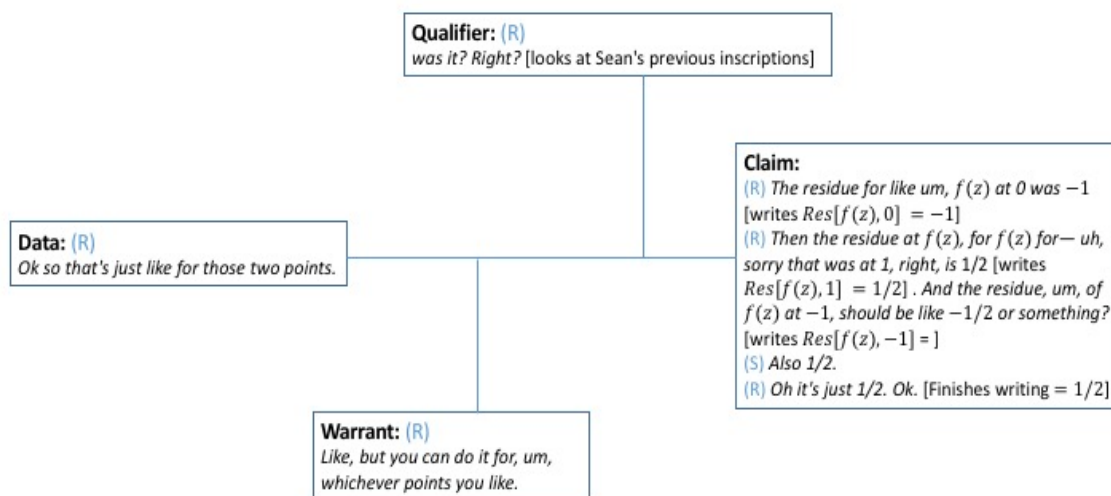 Qualifier: (R)
was it? Right? [looks at Sean's previous inscriptions]
Data: (R)
Ok so that's just like for those two points.
Claim:
(R) The residue for like um, f(z) at 0 was −1
[writes Res[f(z), 0] = −1]
(R) Then the residue at f(z), for f(z) for— uh,
sorry that was at 1, right, is 1/2 [writes
Res[f(z), 1] = 1/2] . And the residue, um, of
f(z) at −1, should be like −1/2 or something?
[writes Res[f(z), −1] = ]
(S) Also 1/2.
(R) Oh it's just 1/2. Ok. [Finishes writing = 1/2]
Warrant: (R)
Like, but you can do it for, um,
whichever points you like.